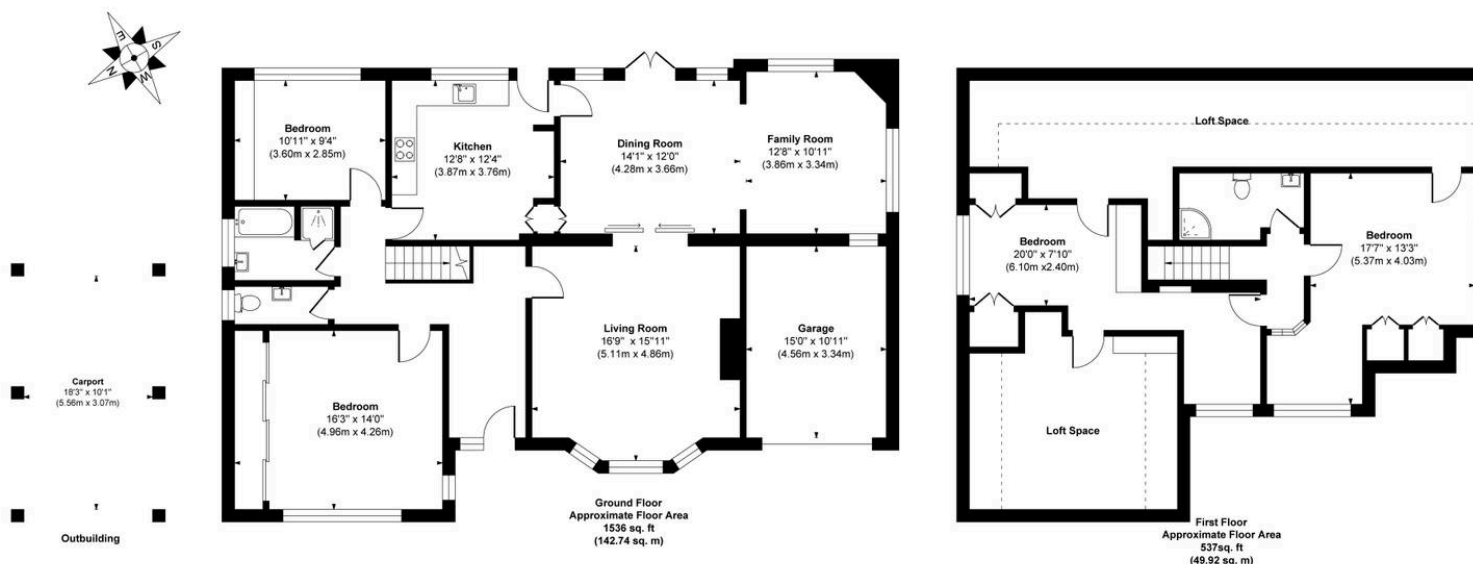 N
E
S
W
Bedroom
10'11" x 9'4"
(3.60m x 2.85m)
Kitchen
12'8" x 12'4"
(3.87m x 3.76m)
Dining Room
14'1" x 12'0"
(4.28m x 3.66m)
Family Room
12'8" x 10'11"
(3.86m x 3.34m)
Carport
18'3" x 10'1"
(5.56m x 3.07m)
Outbuilding
Bedroom
16'3" x 14'0"
(4.96m x 4.26m)
Living Room
16'9" x 15'11"
(5.11m x 4.86m)
Garage
15'0" x 10'11"
(4.56m x 3.34m)
Ground Floor
Approximate Floor Area
1536 sq. ft
(142.74 sq. m)
Loft Space
Bedroom
20'0" x 7'10"
(6.10m x2.40m)
Bedroom
17'7" x 13'3"
(5.37m x 4.03m)
Loft Space
First Floor
Approximate Floor Area
537sq. ft
(49.92 sq. m)